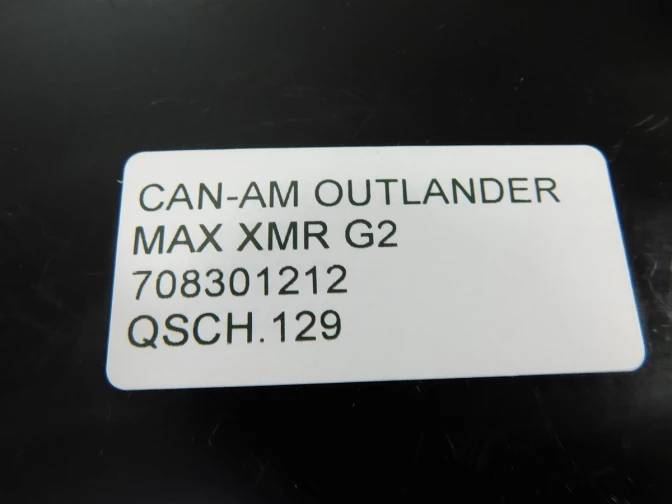 CAN-AM OUTLANDER
MAX XMR G2
708301212
QSCH.129